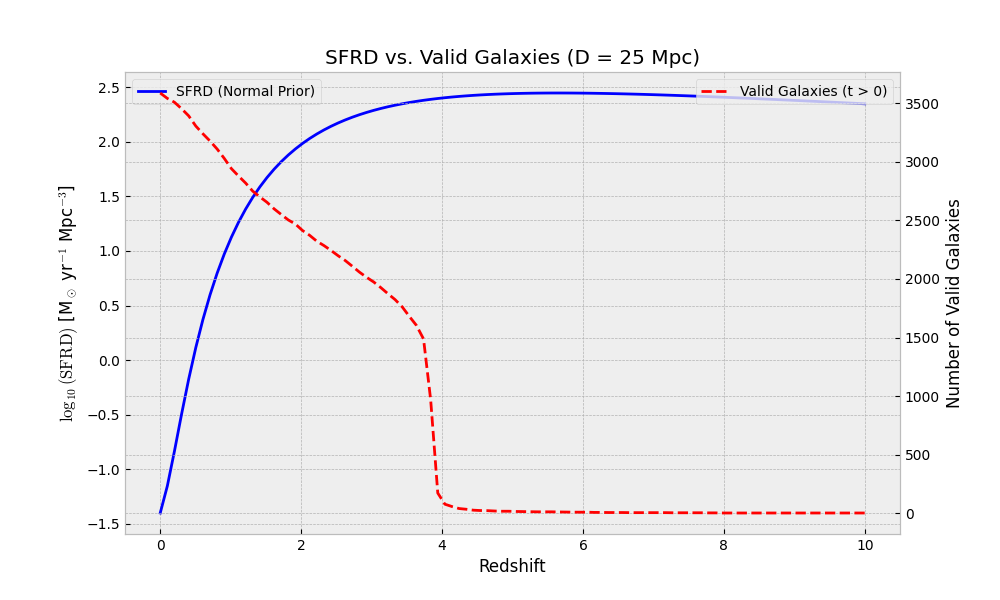 SFRD vs. Valid Galaxies (D = 25 Mpc)
SFRD (Normal Prior)
Valid Galaxies (t > 0)
log₁₀ (SFRD) [M⊙ yr⁻¹ Mpc⁻³]
2.5
2.0
1.5
1.0
0.5
0.0
−0.5
−1.0
−1.5
3500
3000
2500
2000
1500
1000
500
0
Number of Valid Galaxies
0 2 4 6 8 10
Redshift